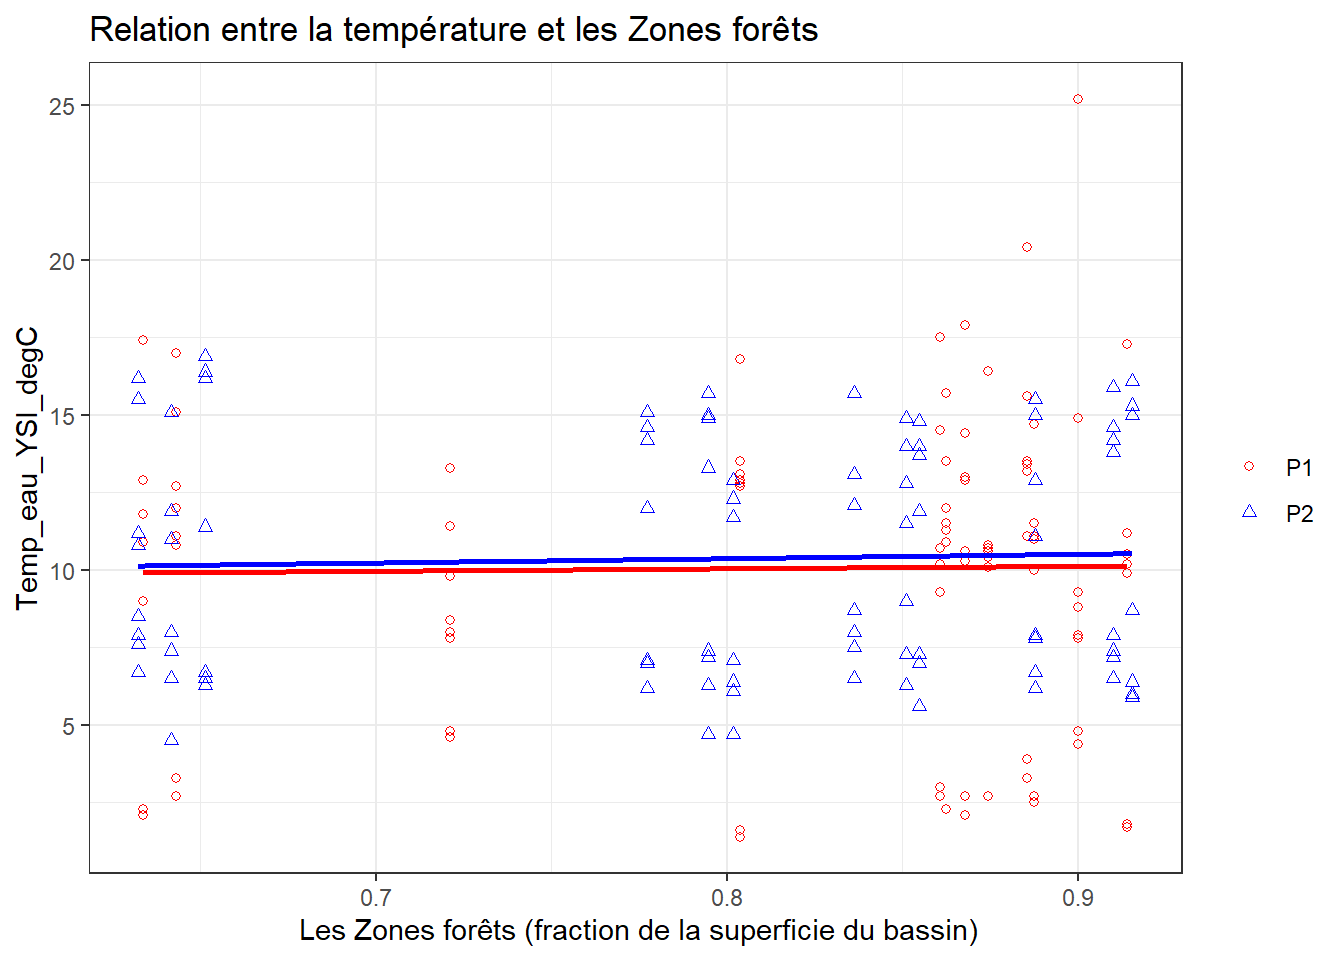 Relation entre la température et les Zones forêts
Temp_eau_YSI_degC
25
20
15
10
5
0.7
0.8
0.9
Les Zones forêts (fraction de la superficie du bassin)
P1
P2